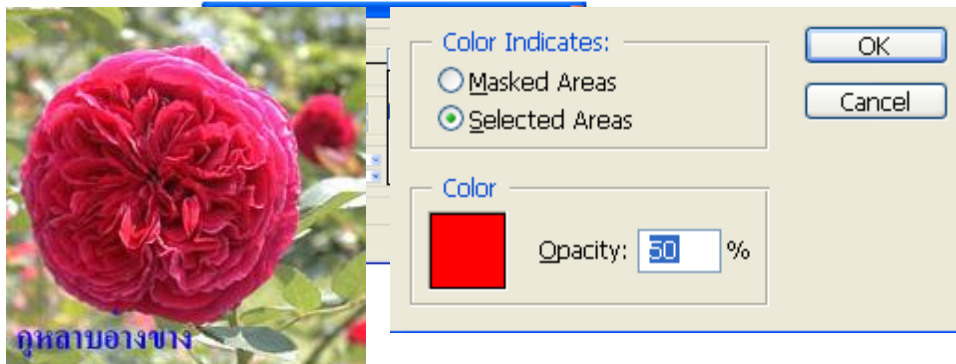 กุหลาบอ่างขาง
Color Indicates:
Masked Areas
Selected Areas
OK
Cancel
Color
Opacity: 50 %